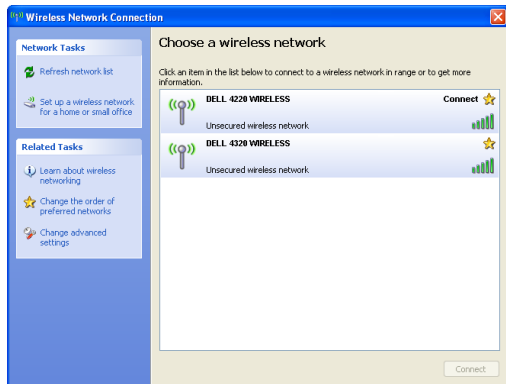 Wireless Network Connection
Network Tasks
Refresh network list
Set up a wireless network
for a home or small office
Related Tasks
Learn about wireless
networking
Change the order of
preferred networks
Change advanced
settings
Choose a wireless network
Click an item in the list below to connect to a wireless network in range or to get more
information.
DELL 4220 WIRELESS Connect
Unsecured wireless network
DELL 4320 WIRELESS
Unsecured wireless network
Connect